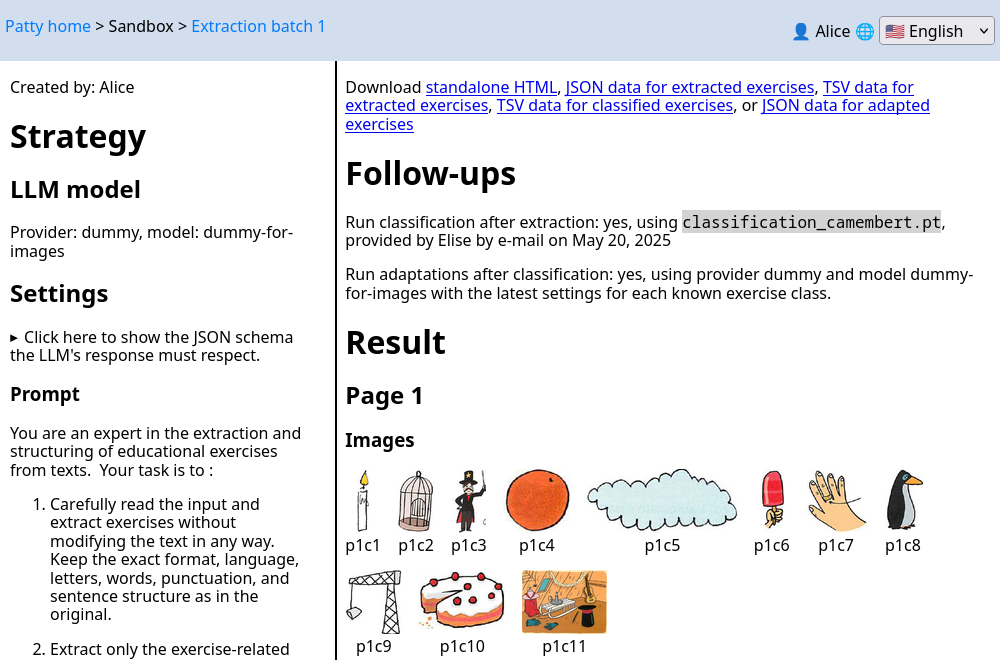 Patty home > Sandbox > Extraction batch 1
👤 Alice 🌐 🇺🇸 English
Created by: Alice
Strategy
LLM model
Provider: dummy, model: dummy-for-
images
Settings
▸ Click here to show the JSON schema
the LLM's response must respect.
Prompt
You are an expert in the extraction and
structuring of educational exercises
from texts.  Your task is to :
1. Carefully read the input and
extract exercises without
modifying the text in any way.
Keep the exact format, language,
letters, words, punctuation, and
sentence structure as in the
original.
2. Extract only the exercise-related
Download standalone HTML, JSON data for extracted exercises, TSV data for
extracted exercises, TSV data for classified exercises, or JSON data for adapted
exercises
Follow-ups
Run classification after extraction: yes, using classification_camembert.pt,
provided by Elise by e-mail on May 20, 2025
Run adaptations after classification: yes, using provider dummy and model dummy-
for-images with the latest settings for each known exercise class.
Result
Page 1
Images
p1c1 p1c2 p1c3 p1c4 p1c5 p1c6 p1c7 p1c8
p1c9 p1c10 p1c11